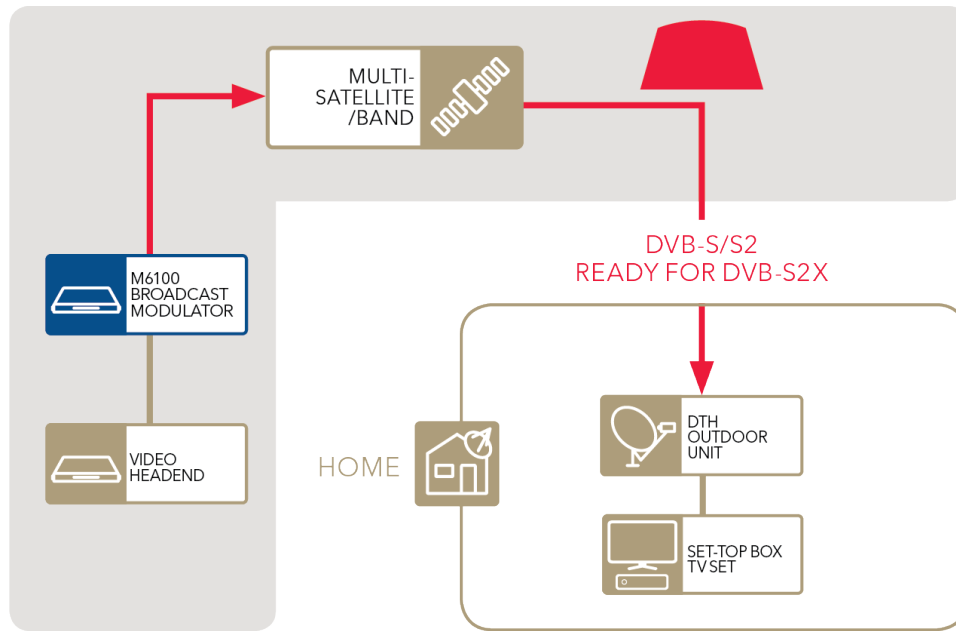 MULTI-
SATELLITE
/BAND
DVB-S/S2
READY FOR DVB-S2X
M6100
BROADCAST
MODULATOR
VIDEO
HEADEND
HOME
DTH
OUTDOOR
UNIT
SET-TOP BOX
TV SET